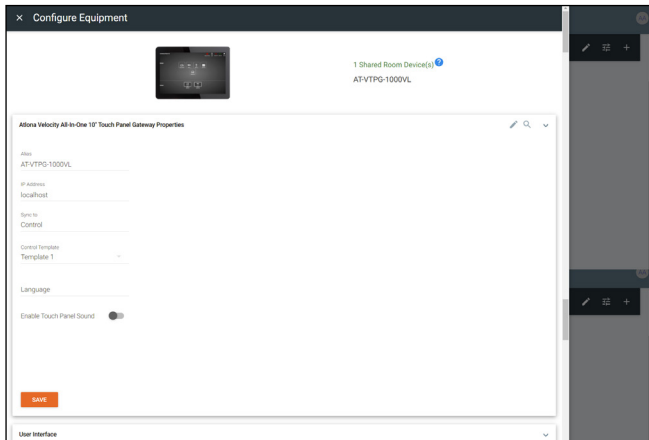 × Configure Equipment
1 Shared Room Device(s) ?
AT-VTPG-1000VL
Atlona Velocity All-In-One 10" Touch Panel Gateway Properties
Alias
AT-VTPG-1000VL
IP Address
localhost
Sync to
Control
Control Template
Template 1
Language
Enable Touch Panel Sound
SAVE
User Interface